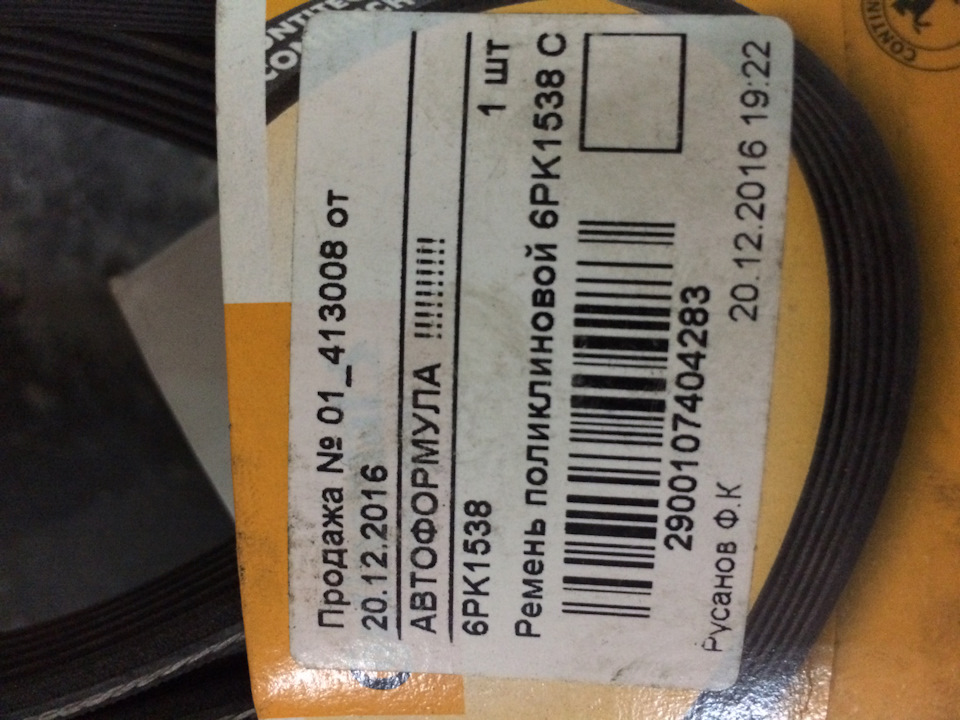 CONTITECH
Продажа № 01_413008 от
20.12.2016
АВТОФОРМУЛА !!!!!!!!!!
6PK1538 1 шт
Ремень поликлиновой 6PK1538 C
2900107404283
Русанов Ф.К 20.12.2016 19:22